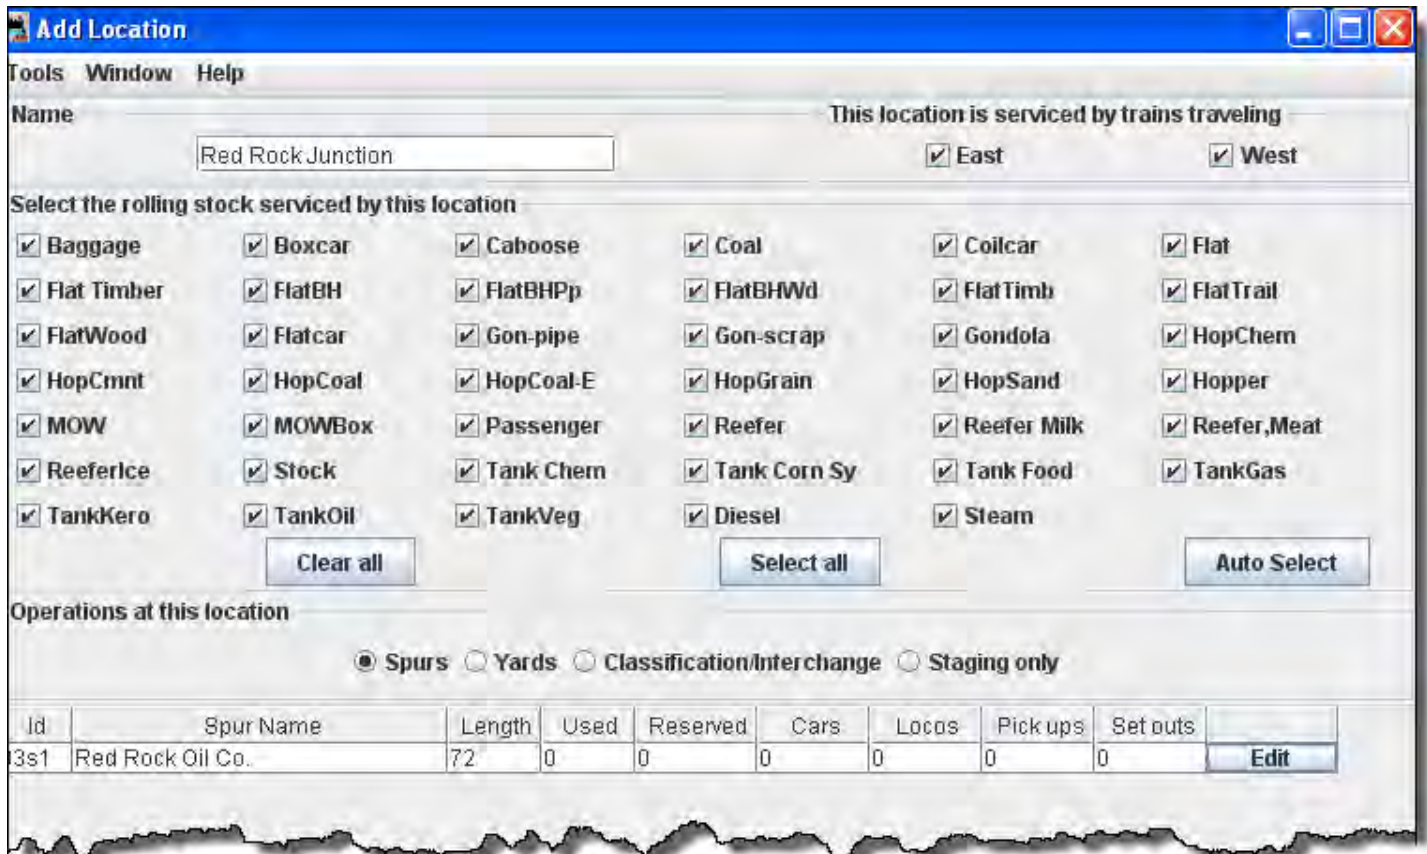 Add Location
Tools Window Help
Name This location is serviced by trains traveling
Red Rock Junction East West
Select the rolling stock serviced by this location
Baggage Boxcar Caboose Coal Coilcar Flat
Flat Timber FlatBH FlatBHPp FlatBHWd FlatTimb FlatTrail
FlatWood Flatcar Gon-pipe Gon-scrap Gondola HopChem
HopCmnt HopCoal HopCoal-E HopGrain HopSand Hopper
MOW MOWBox Passenger Reefer Reefer Milk Reefer,Meat
ReeferIce Stock Tank Chem Tank Corn Sy Tank Food TankGas
TankKero TankOil TankVeg Diesel Steam
Clear all Select all Auto Select
Operations at this location
Spurs Yards Classification/Interchange Staging only
Id Spur Name Length Used Reserved Cars Locos Pick ups Set outs
3s1 Red Rock Oil Co. 72 0 0 0 0 0 0 Edit